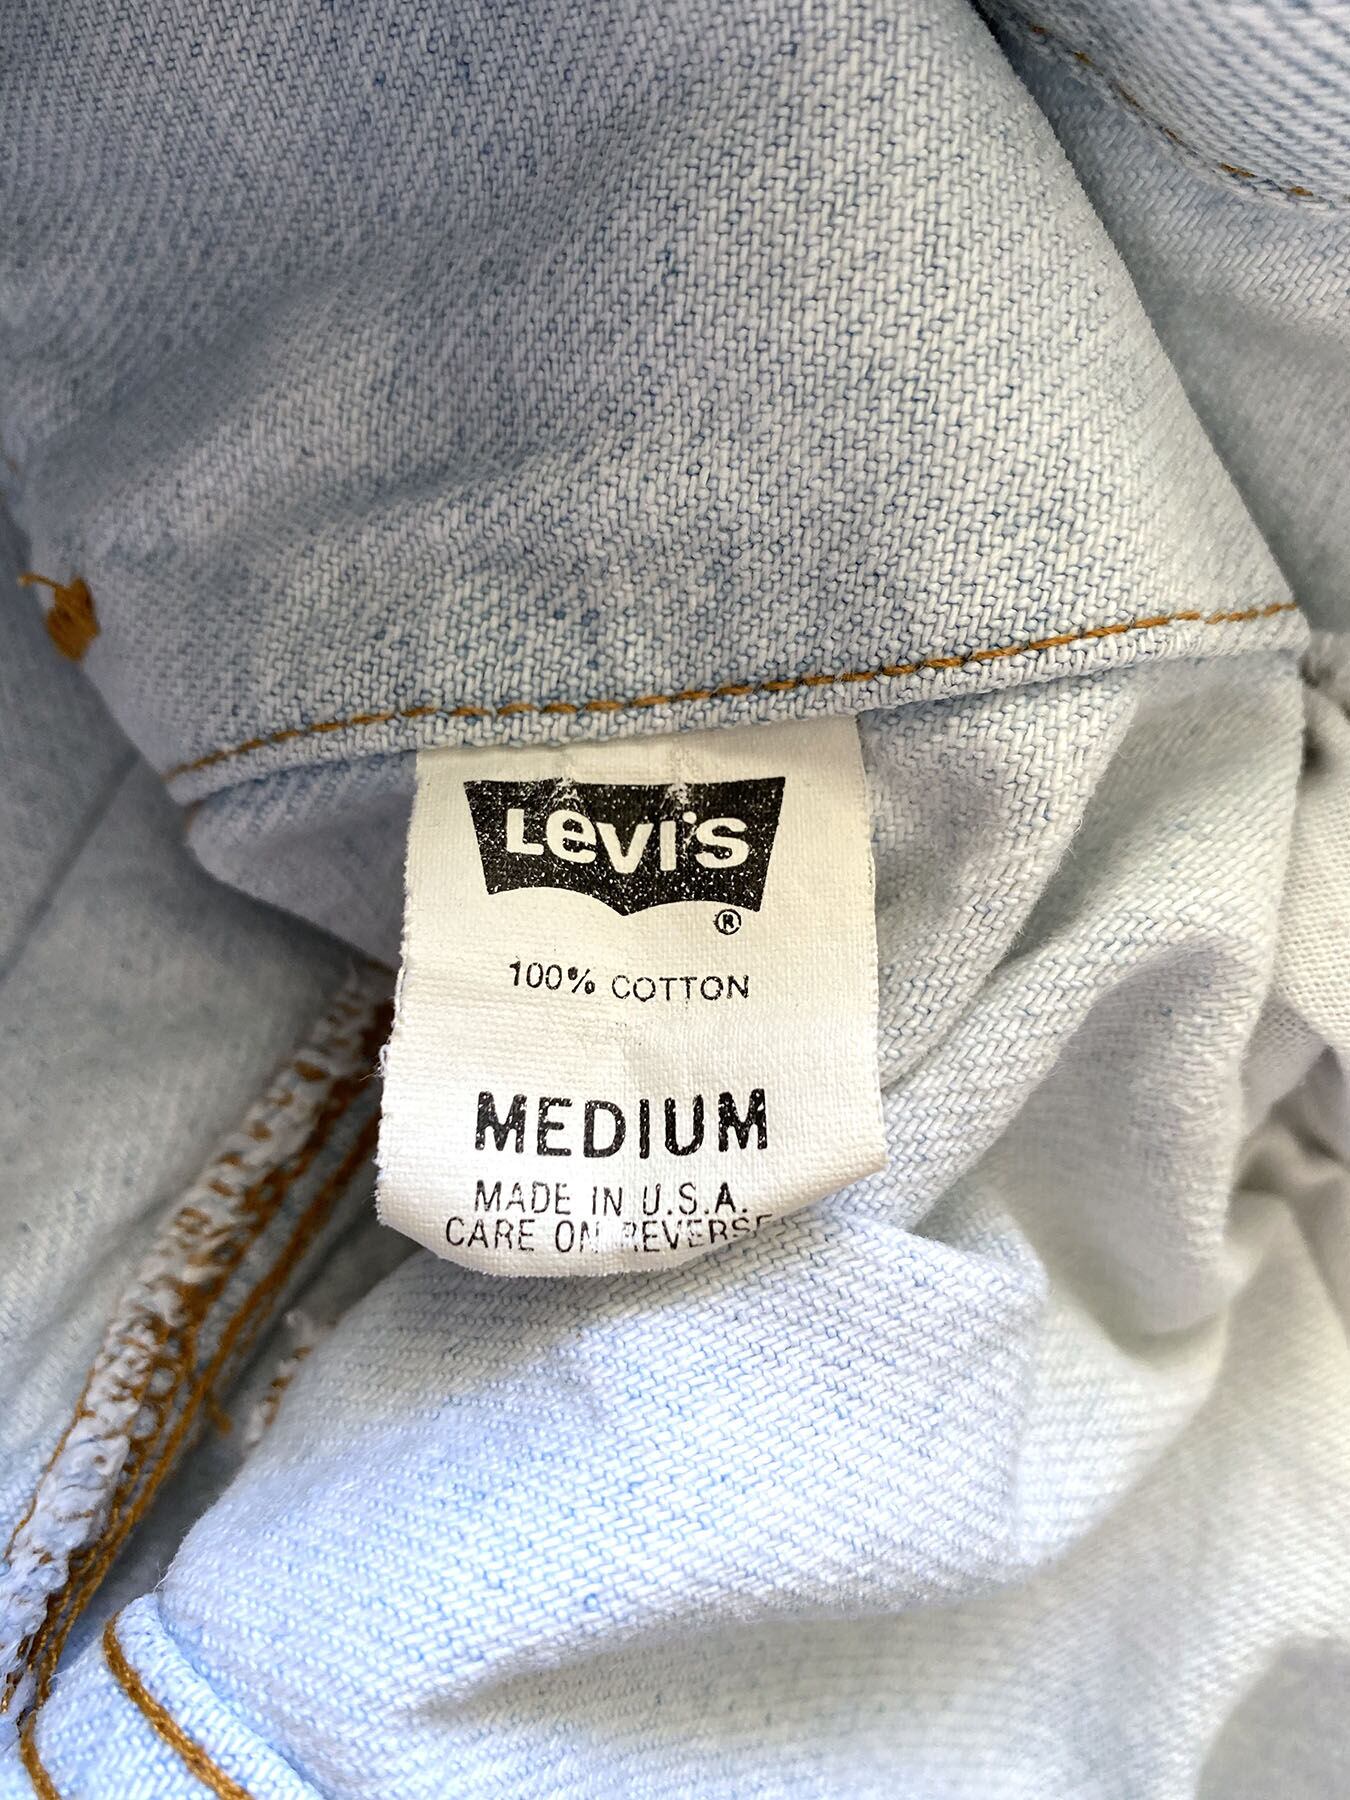 Levi's
®
100% COTTON
MEDIUM
MADE IN U.S.A.
CARE ON REVERSE